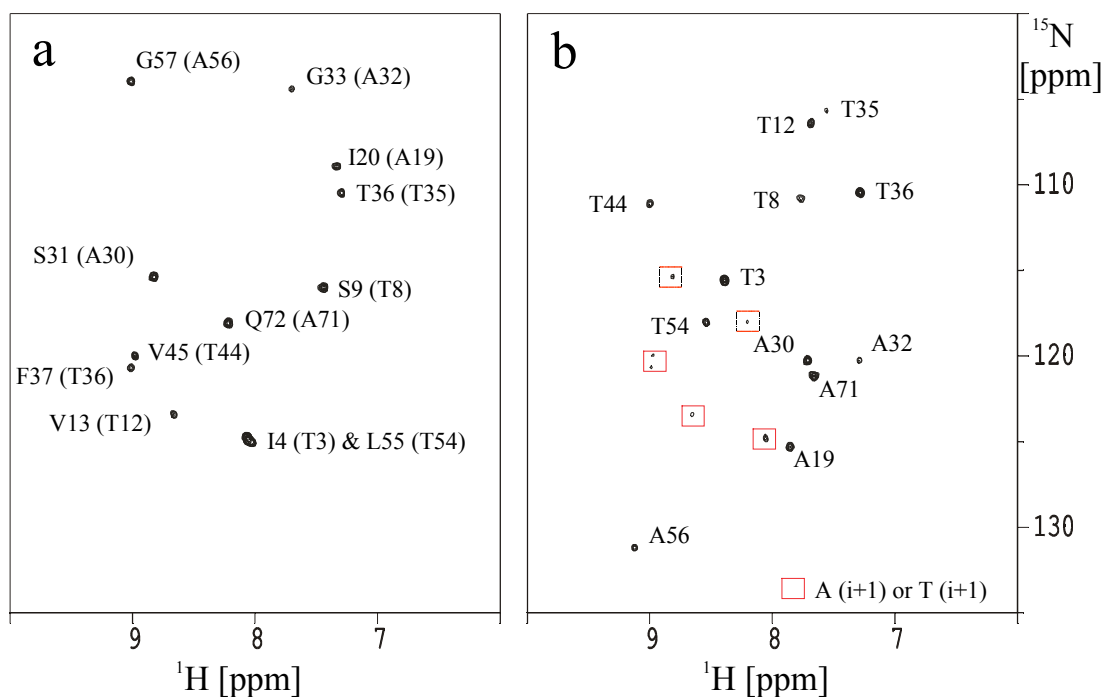 a
G57 (A56)
G33 (A32)
I20 (A19)
T36 (T35)
S31 (A30)
S9 (T8)
Q72 (A71)
V45 (T44)
F37 (T36)
V13 (T12)
I4 (T3) & L55 (T54)
9
8
7
¹H [ppm]
b
T35
T12
T8
T36
T44
T3
T54
A30
A32
A71
A19
A56
A (i+1) or T (i+1)
9
8
7
¹H [ppm]
¹⁵N
[ppm]
110
120
130